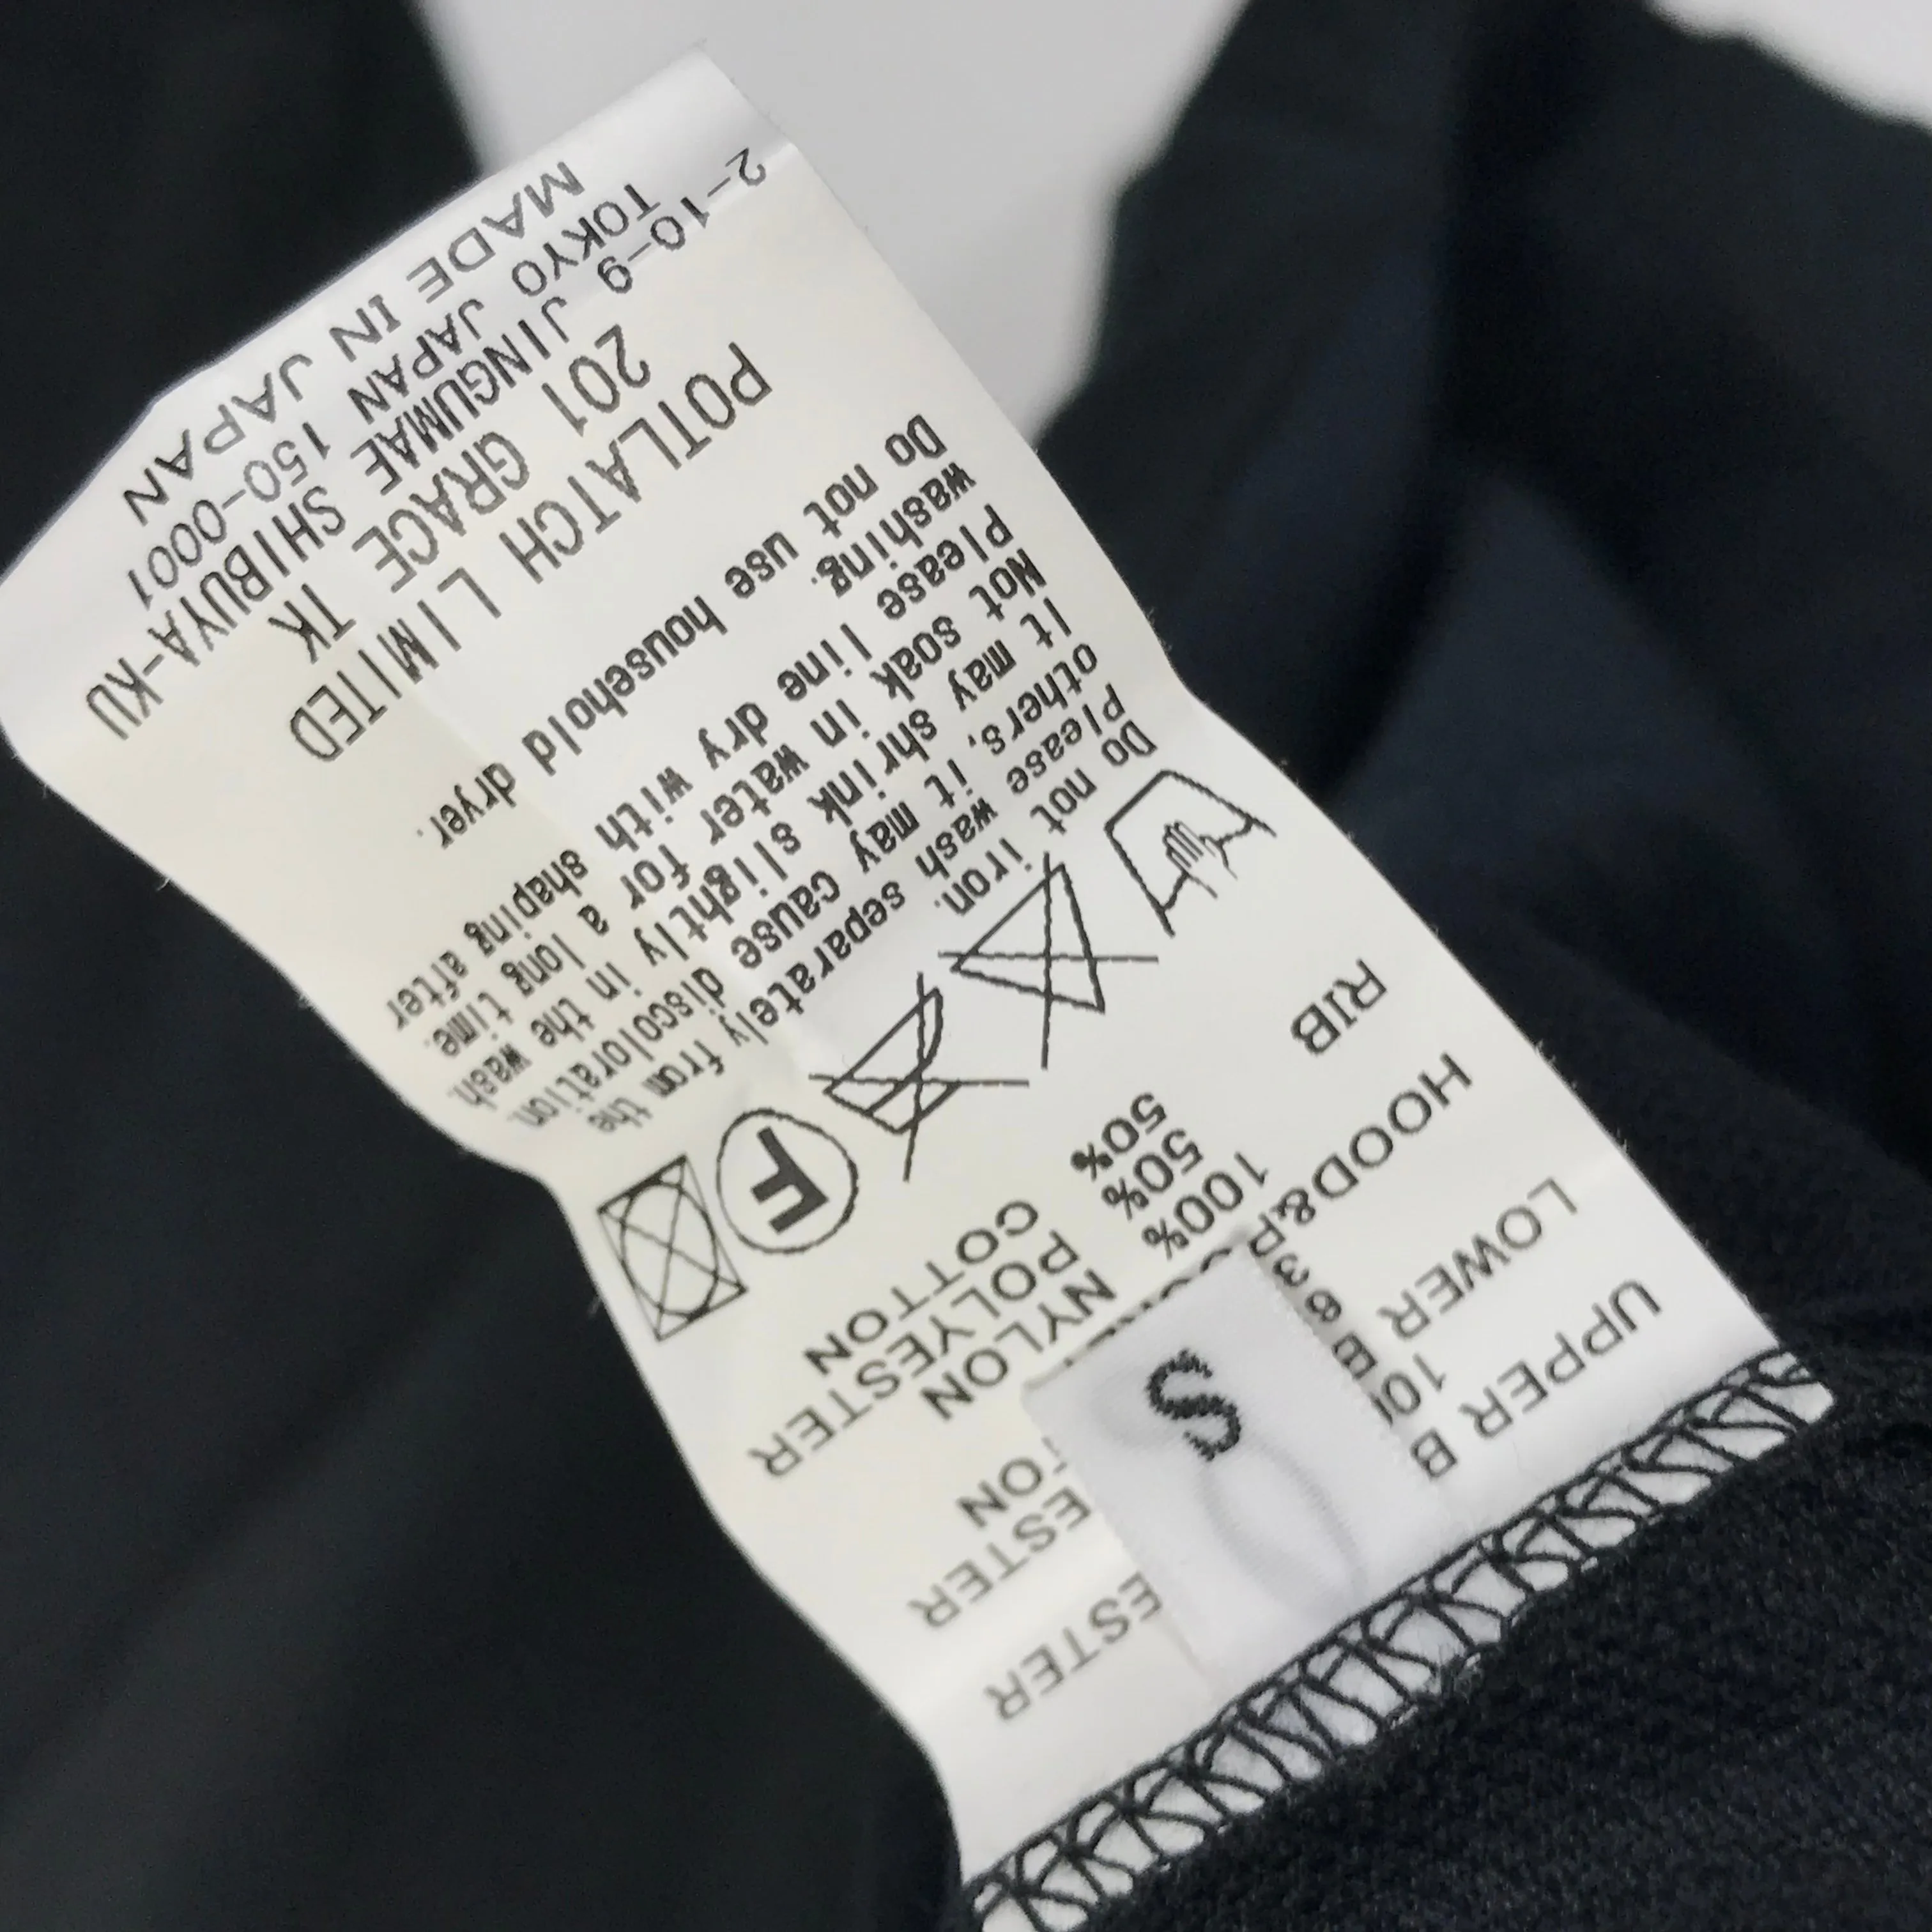 UPPER B
S
LOWER
HOOD&P
100% NYLON
RIB
50% POLYESTER
50% COTTON
F
Do not iron.
Please wash separately from the
others, it may cause discoloration.
It may shrink slightly in the wash.
Not soak in water for a long time.
Please line dry with shaping after
washing.
Do not use household dryer.
POTLATCH LIMITED
201 GRACE TK
2-10-9 JINGUMAE SHIBUYA-KU
TOKYO JAPAN 150-0001
MADE IN JAPAN